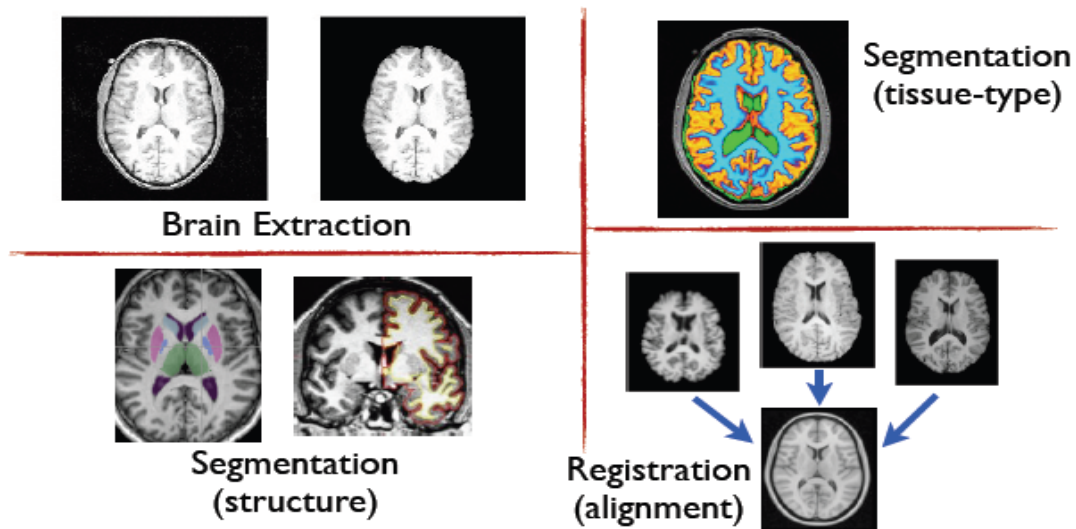 Brain Extraction
Segmentation
(tissue-type)
Segmentation
(structure)
Registration
(alignment)